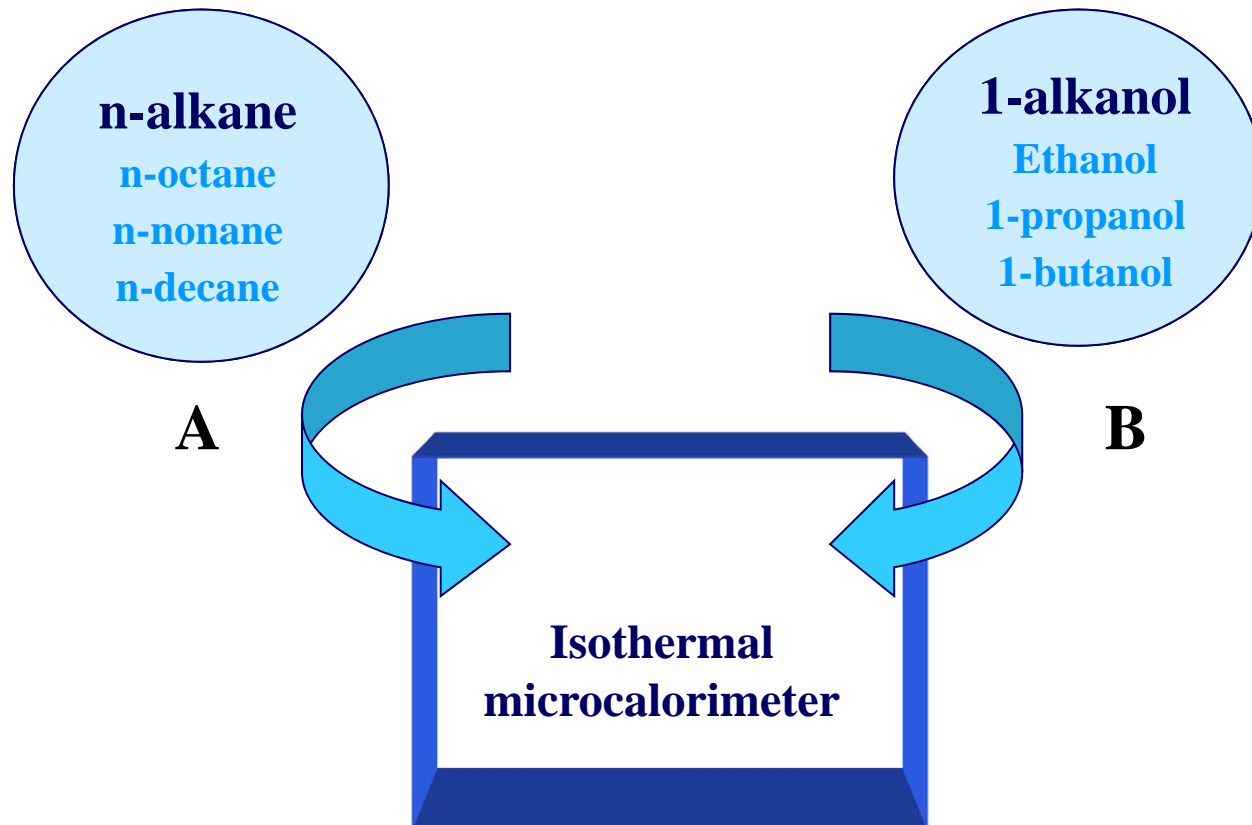 n-alkane
n-octane
n-nonane
n-decane
1-alkanol
Ethanol
1-propanol
1-butanol
A
B
Isothermal
microcalorimeter